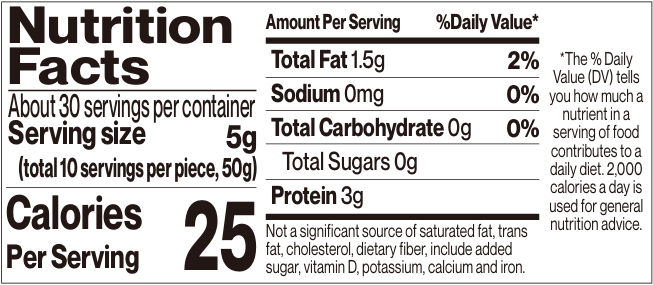 Nutrition
Facts
About 30 servings per container
Serving size 5g
(total 10 servings per piece, 50g)
Calories 25
Per Serving
Amount Per Serving %Daily Value*
Total Fat 1.5g 2%
Sodium 0mg 0%
Total Carbohydrate 0g 0%
Total Sugars 0g
Protein 3g
Not a significant source of saturated fat, trans
fat, cholesterol, dietary fiber, include added
sugar, vitamin D, potassium, calcium and iron.
*The % Daily
Value (DV) tells
you how much a
nutrient in a
serving of food
contributes to a
daily diet. 2,000
calories a day is
used for general
nutrition advice.